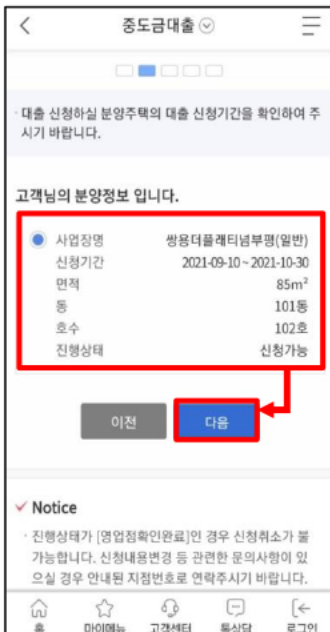 중도금대출
· 대출 신청하실 분양주택의 대출 신청기간을 확인하여 주
시기 바랍니다.
고객님의 분양정보 입니다.
사업장명 쌍용더플래티넘부평(일반)
신청기간 2021-09-10 ~ 2021-10-30
면적 85m²
동 101동
호수 102호
진행상태 신청가능
이전 다음
Notice
· 진행상태가 [영업점확인완료]인 경우 신청취소가 불
가능합니다. 신청내용변경 등 관련한 문의사항이 있
으실 경우 안내된 지점번호로 연락주시기 바랍니다.
홈 마이메뉴 고객센터 톡상담 로그인